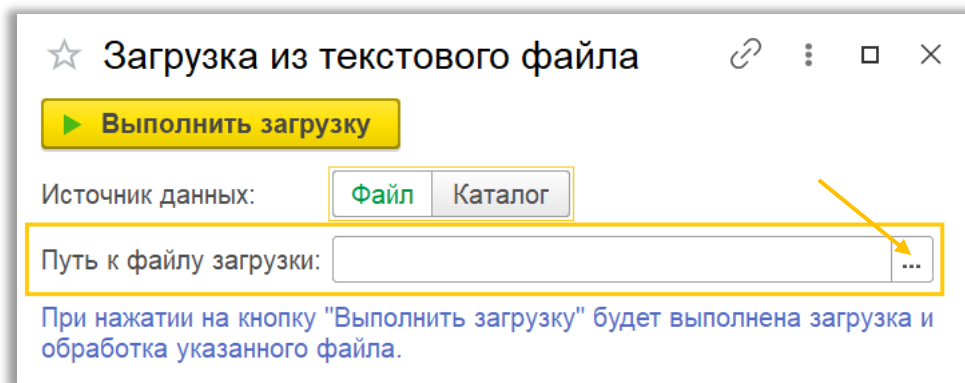 Загрузка из текстового файла
Выполнить загрузку
Источник данных: Файл Каталог
Путь к файлу загрузки: ...
При нажатии на кнопку "Выполнить загрузку" будет выполнена загрузка и
обработка указанного файла.